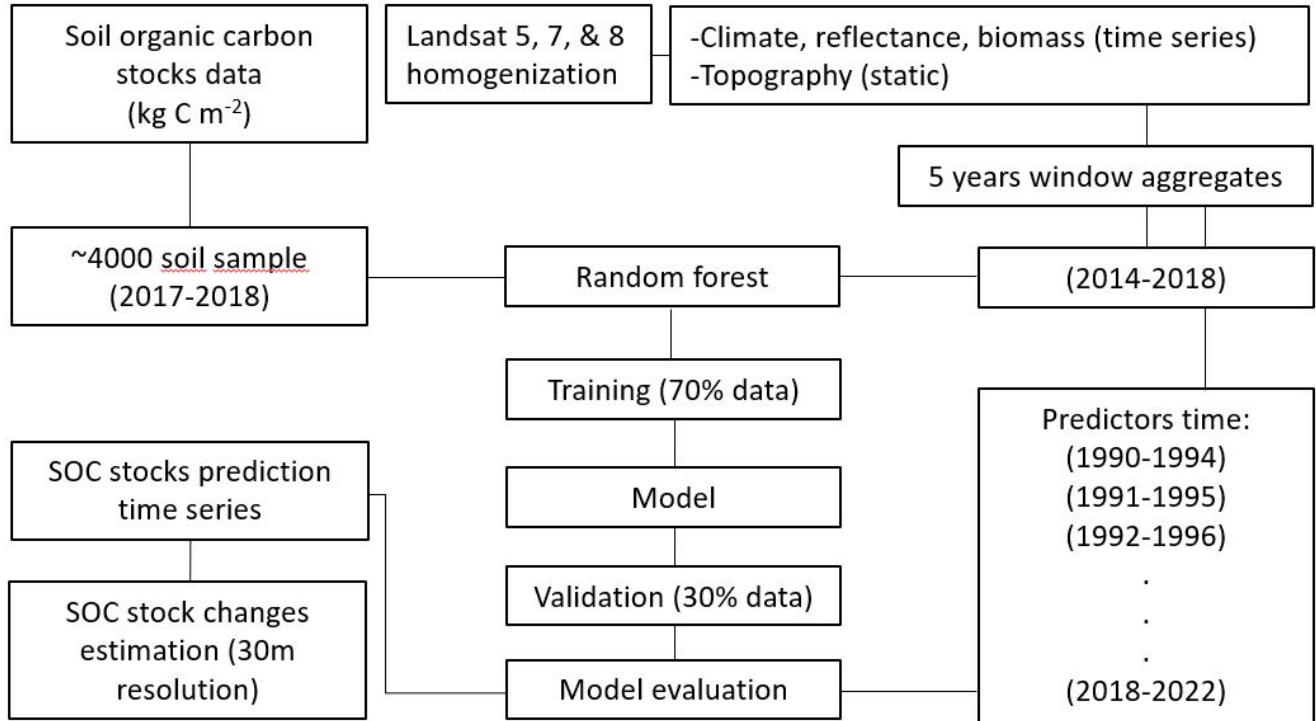 Soil organic carbon
stocks data
(kg C m⁻²)
Landsat 5, 7, & 8
homogenization
-Climate, reflectance, biomass (time series)
-Topography (static)
5 years window aggregates
~4000 soil sample
(2017-2018)
Random forest
(2014-2018)
Training (70% data)
Model
Validation (30% data)
Model evaluation
SOC stocks prediction
time series
SOC stock changes
estimation (30m
resolution)
Predictors time:
(1990-1994)
(1991-1995)
(1992-1996)
.
.
.
(2018-2022)